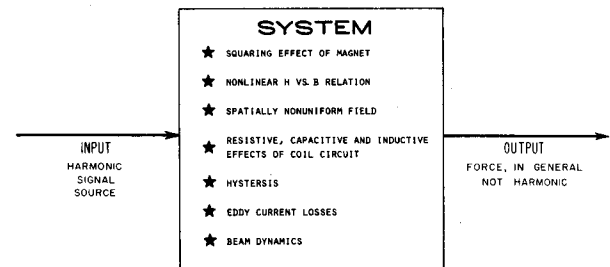 SYSTEM
★ SQUARING EFFECT OF MAGNET
★ NONLINEAR H VS. B RELATION
★ SPATIALLY NONUNIFORM FIELD
★ RESISTIVE, CAPACITIVE AND INDUCTIVE
EFFECTS OF COIL CIRCUIT
★ HYSTERSIS
★ EDDY CURRENT LOSSES
★ BEAM DYNAMICS
INPUT
HARMONIC
SIGNAL
SOURCE
OUTPUT
FORCE, IN GENERAL
NOT HARMONIC